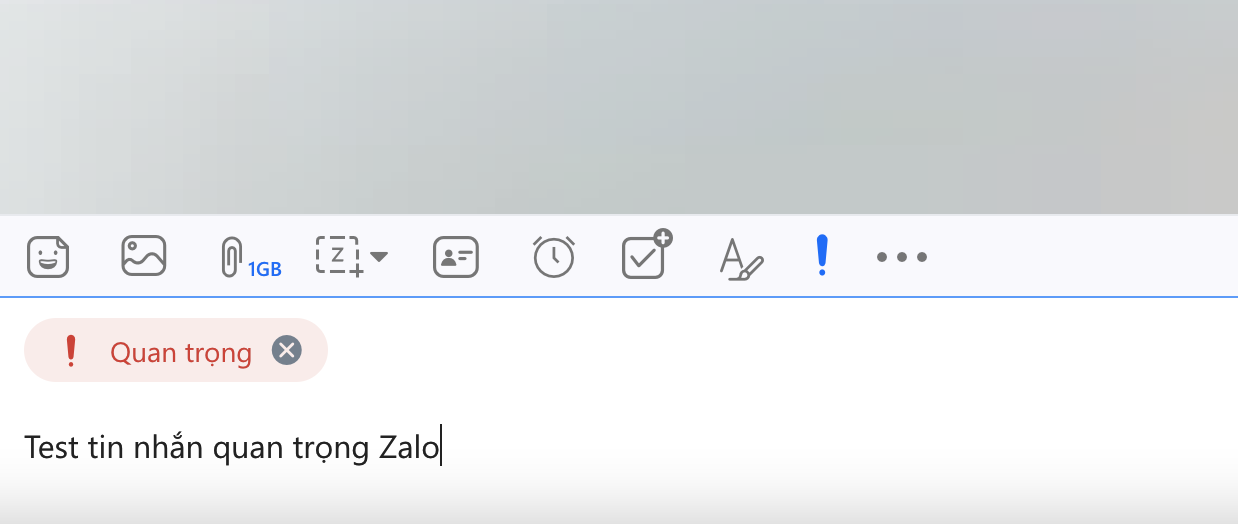 1GB
Z
Quan trọng
Test tin nhắn quan trọng Zalo